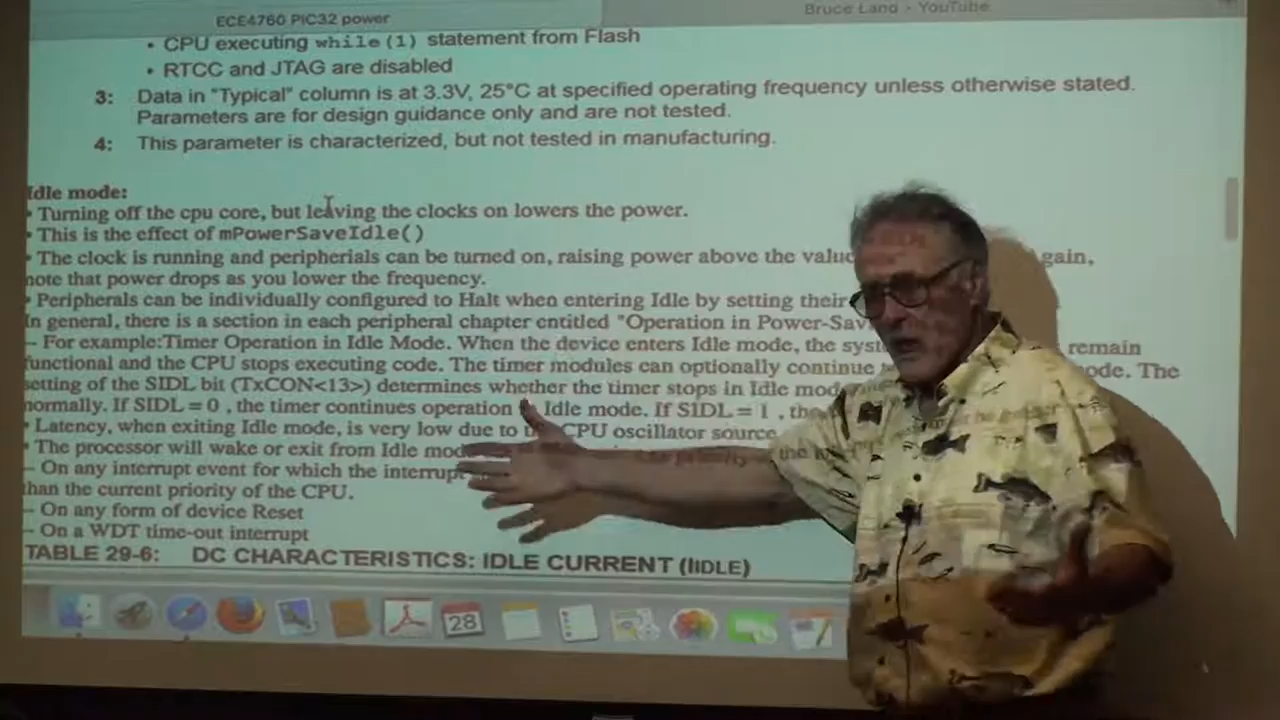 ECE4760 PIC32 power
Bruce Land - YouTube
• CPU executing while(1) statement from Flash
• RTCC and JTAG are disabled
3: Data in "Typical" column is at 3.3V, 25°C at specified operating frequency unless otherwise stated.
Parameters are for design guidance only and are not tested.
4: This parameter is characterized, but not tested in manufacturing.
Idle mode:
• Turning off the cpu core, but leaving the clocks on lowers the power.
• This is the effect of mPowerSaveIdle()
• The clock is running and peripherials can be turned on, raising power above the gain,
note that power drops as you lower the frequency.
• Peripherals can be individually configured to Halt when entering Idle by setting their
In general, there is a section in each peripheral chapter entitled "Operation in
– For example:Timer Operation in Idle Mode. When the device enters Idle mode, the remain
functional and the CPU stops executing code. The timer modules can optionally continue ode. The
setting of the SIDL bit (TxCON<13>) determines whether the timer stops in Idle
normally. If SIDL = 0 , the timer continues operation Idle mode. If SIDL = 1 , the
• Latency, when exiting Idle mode, is very low due to CPU oscillator source
• The processor will wake or exit from Idle
– On any interrupt event for which the interrupt
than the current priority of the CPU.
– On any form of device Reset
– On a WDT time-out interrupt
TABLE 29-6: DC CHARACTERISTICS: IDLE CURRENT (IIDLE)
28